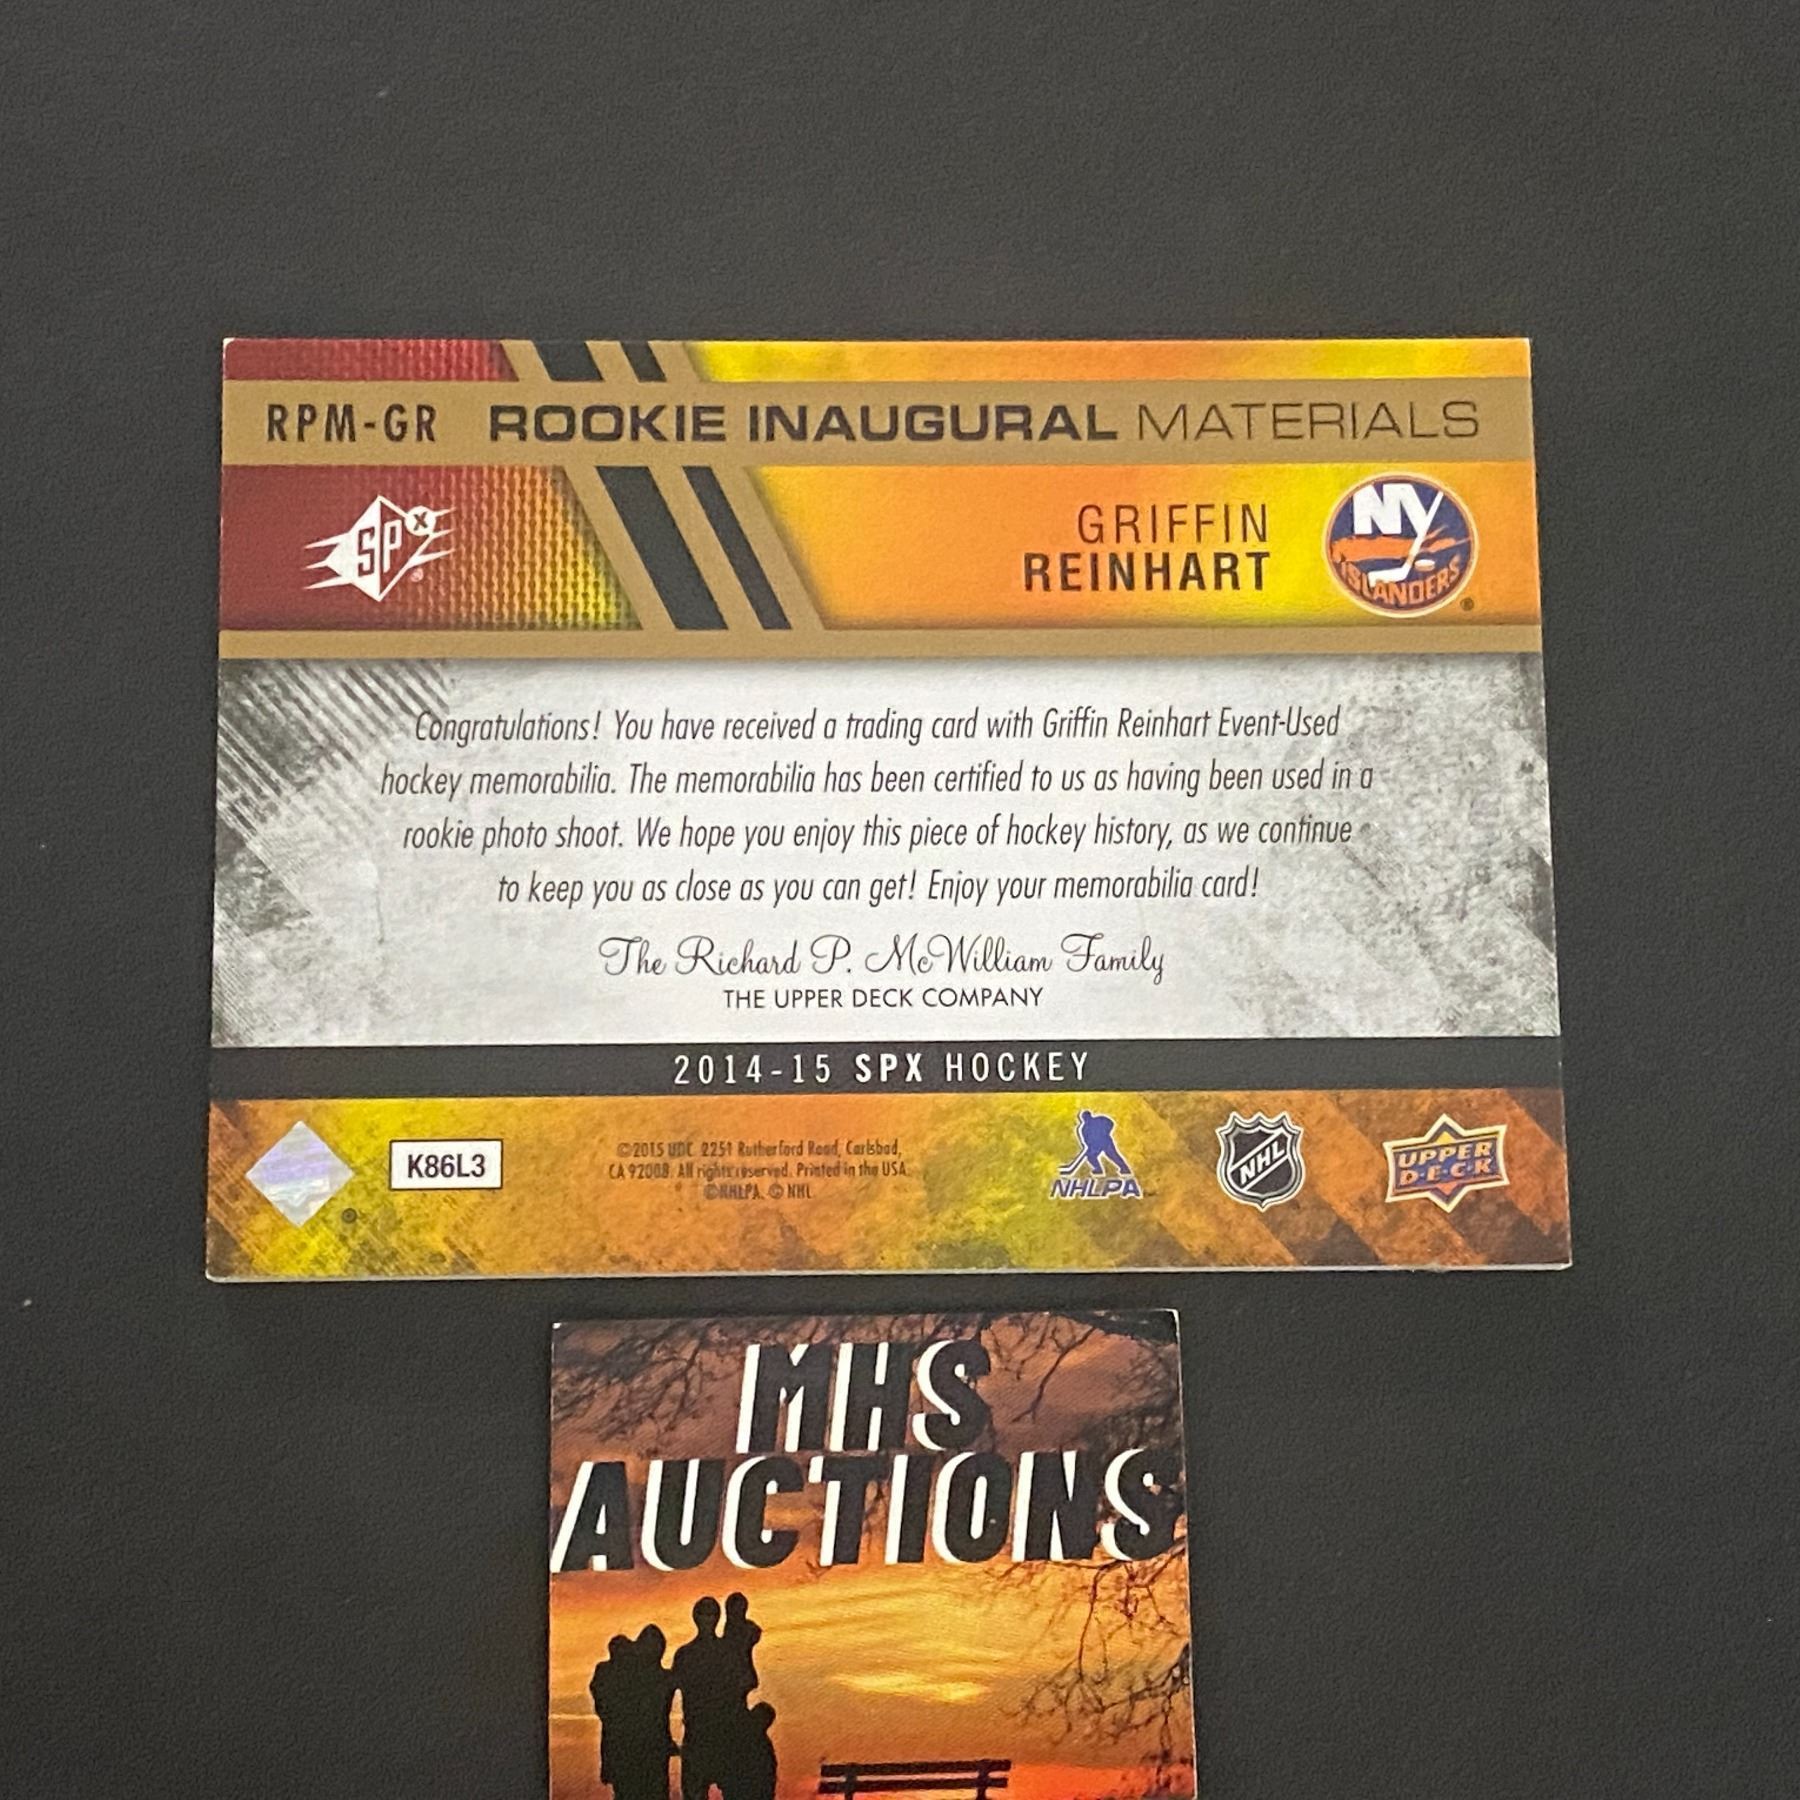 RPM-GR ROOKIE INAUGURAL MATERIALS
SPx
GRIFFIN
REINHART
NY
ISLANDERS
Congratulations! You have received a trading card with Griffin Reinhart Event-Used
hockey memorabilia. The memorabilia has been certified to us as having been used in a
rookie photo shoot. We hope you enjoy this piece of hockey history, as we continue
to keep you as close as you can get! Enjoy your memorabilia card!
The Richard P. McWilliam Family
THE UPPER DECK COMPANY
2014-15 SPX HOCKEY
K86L3
©2015 UDC 2251 Rutherford Road, Carlsbad,
CA 92008. All rights reserved. Printed in the USA.
©NHLPA. © NHL
NHLPA
NHL
UPPER
DECK
MHS
AUCTIONS